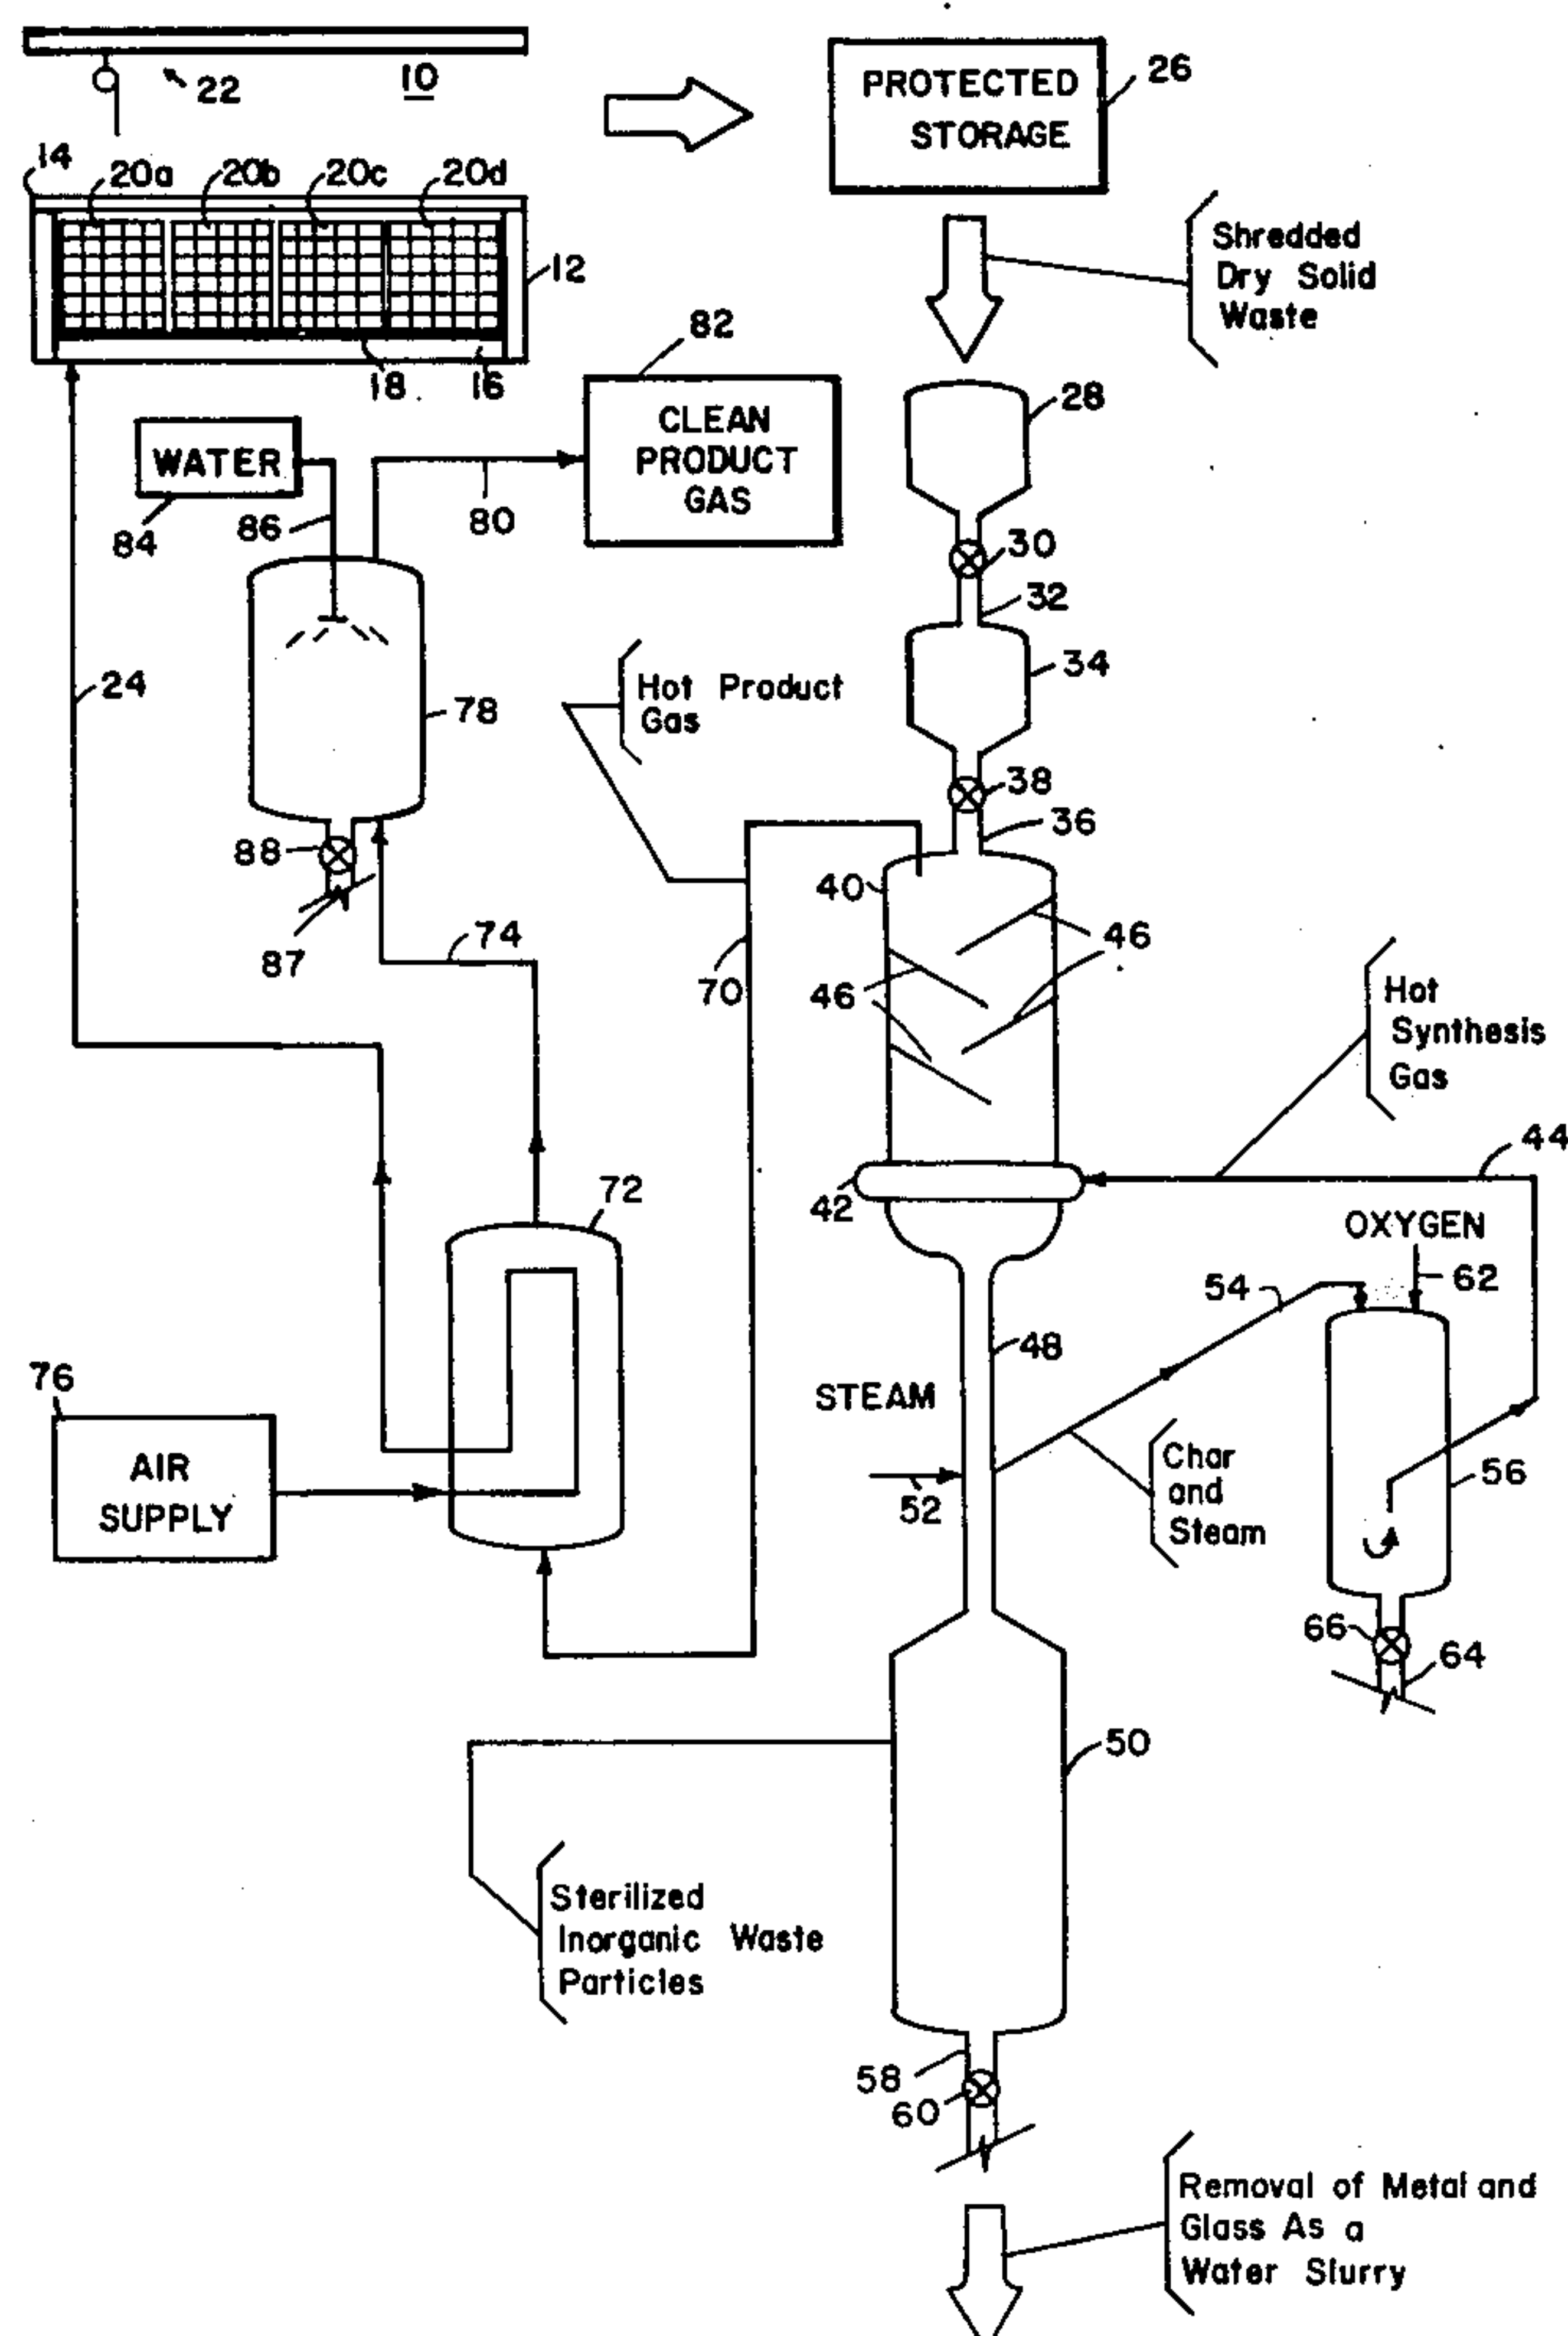 22
10
PROTECTED
STORAGE
26
14
20a
20b
20c
20d
12
18
16
Shredded
Dry Solid
Waste
28
82
CLEAN
PRODUCT
GAS
WATER
84
86
80
30
32
34
24
78
Hot Product
Gas
38
36
88
87
74
70
40
46
46
Hot
Synthesis
Gas
44
42
72
OXYGEN
62
54
48
STEAM
52
76
AIR
SUPPLY
Char
and
Steam
56
66
64
50
Sterilized
Inorganic Waste
Particles
58
60
Removal of Metal and
Glass As a
Water Slurry